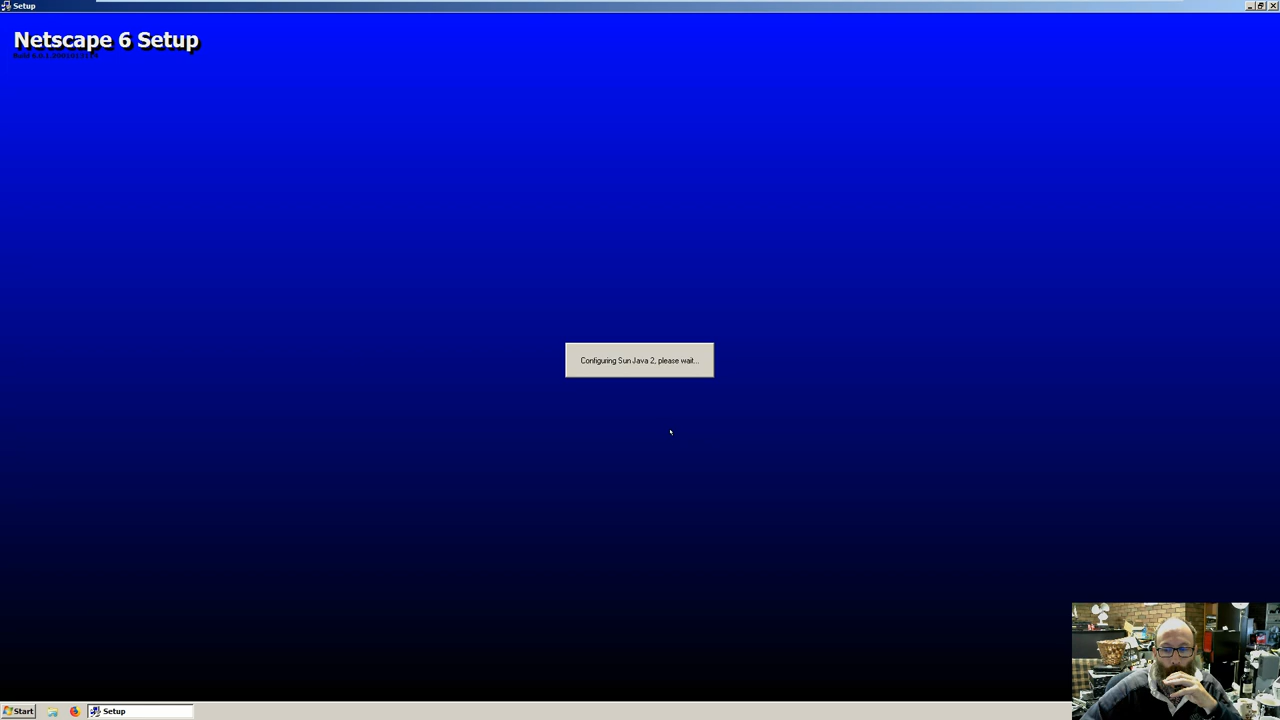 Setup
Netscape 6 Setup
Configuring Sun Java 2, please wait...
Start
Setup